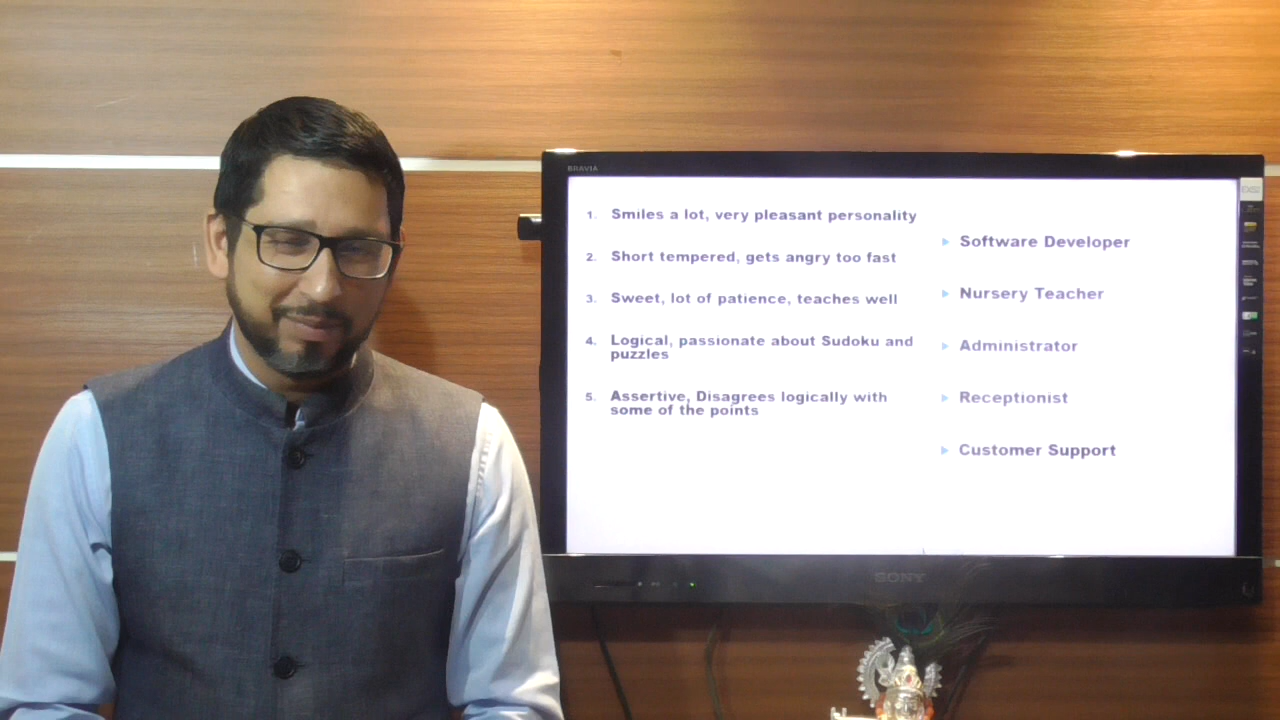 BRAVIA
1. Smiles a lot, very pleasant personality
2. Short tempered, gets angry too fast
3. Sweet, lot of patience, teaches well
4. Logical, passionate about Sudoku and
puzzles
5. Assertive, Disagrees logically with
some of the points
Software Developer
Nursery Teacher
Administrator
Receptionist
Customer Support
SONY